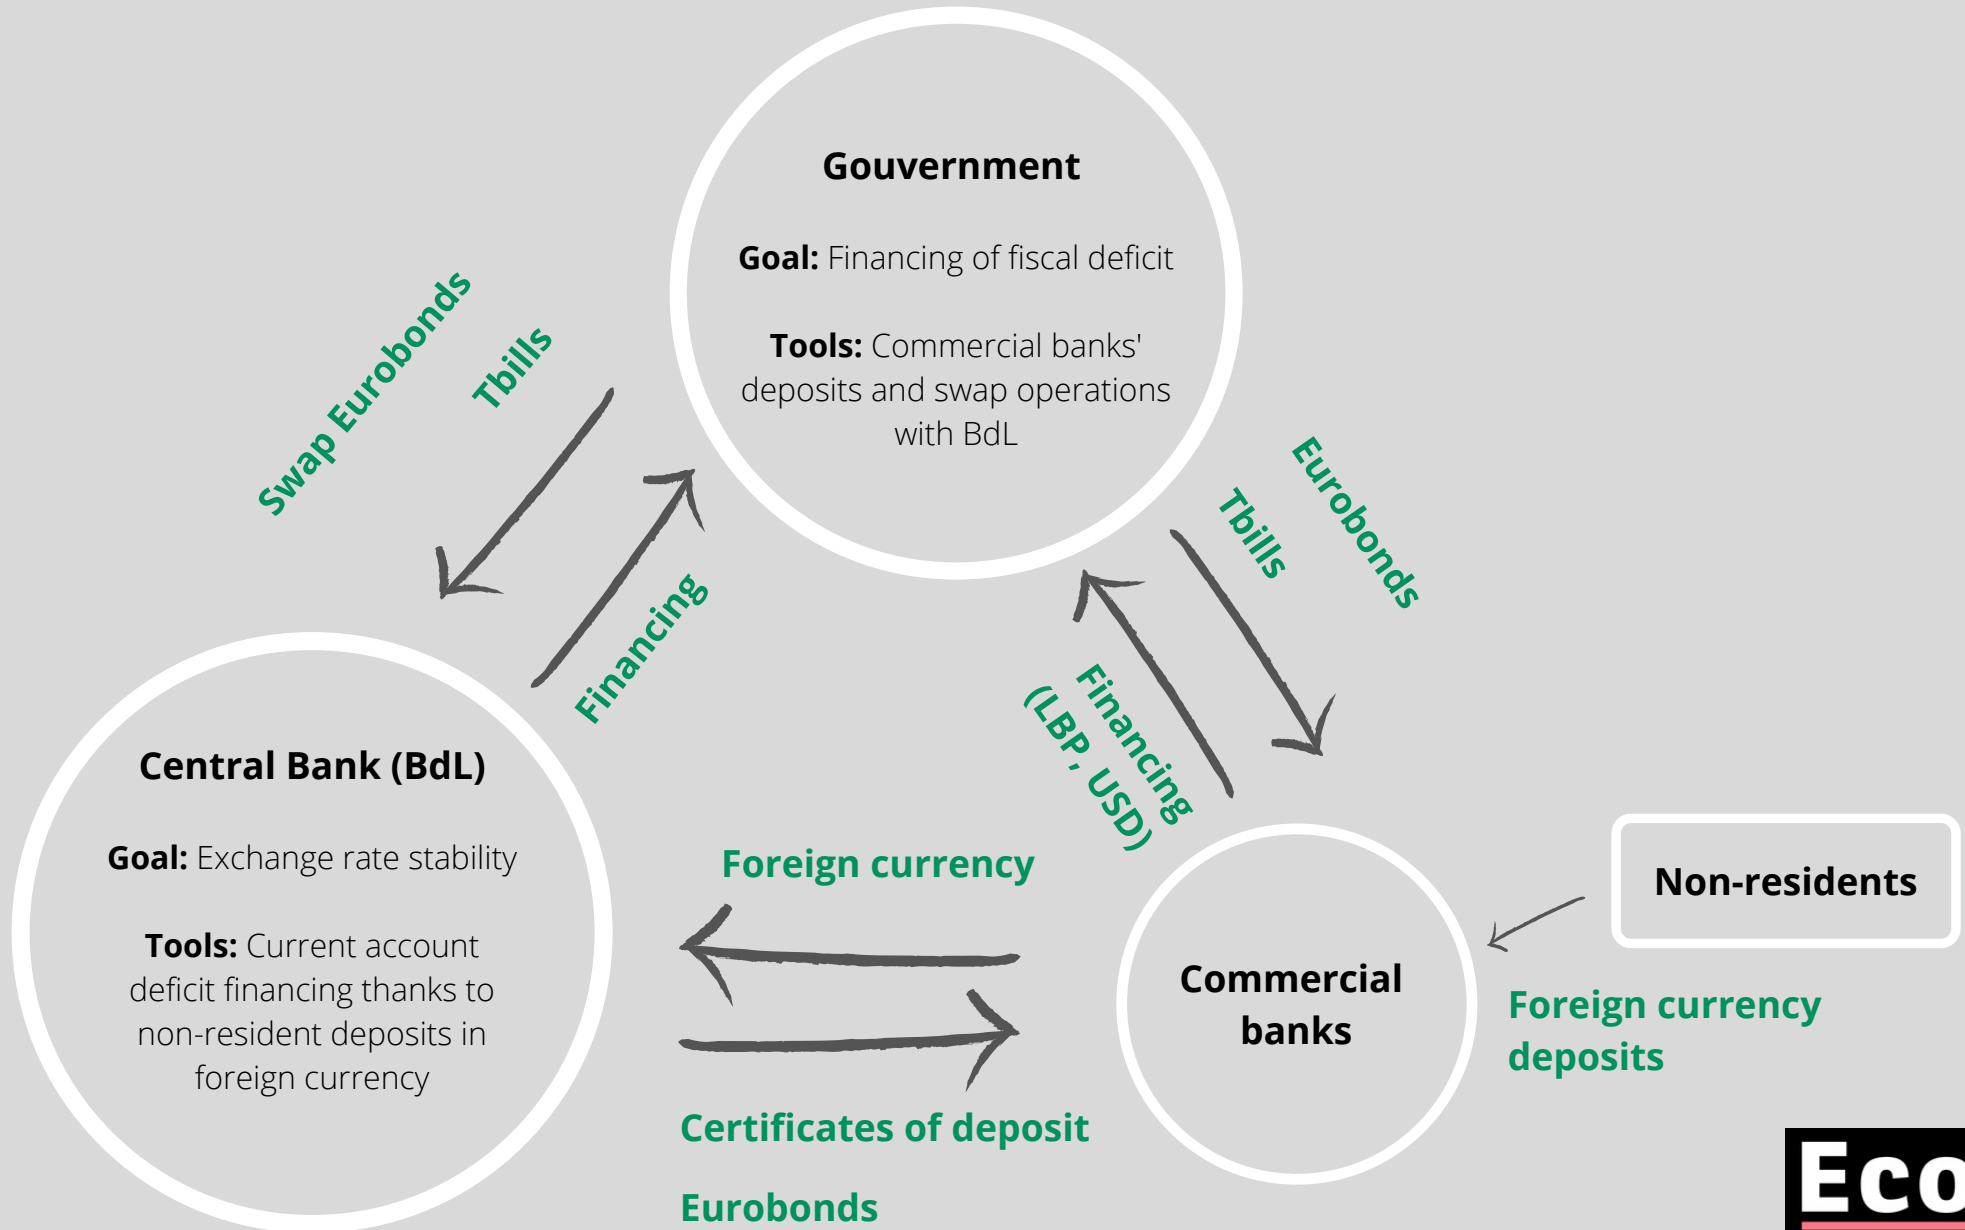 Gouvernment
Goal: Financing of fiscal deficit
Tools: Commercial banks'
deposits and swap operations
with BdL
Swap Eurobonds
Tbills
Financing
Tbills
Eurobonds
Financing
(LBP, USD)
Central Bank (BdL)
Goal: Exchange rate stability
Tools: Current account
deficit financing thanks to
non-resident deposits in
foreign currency
Foreign currency
Certificates of deposit
Eurobonds
Commercial
banks
Non-residents
Foreign currency
deposits
Eco